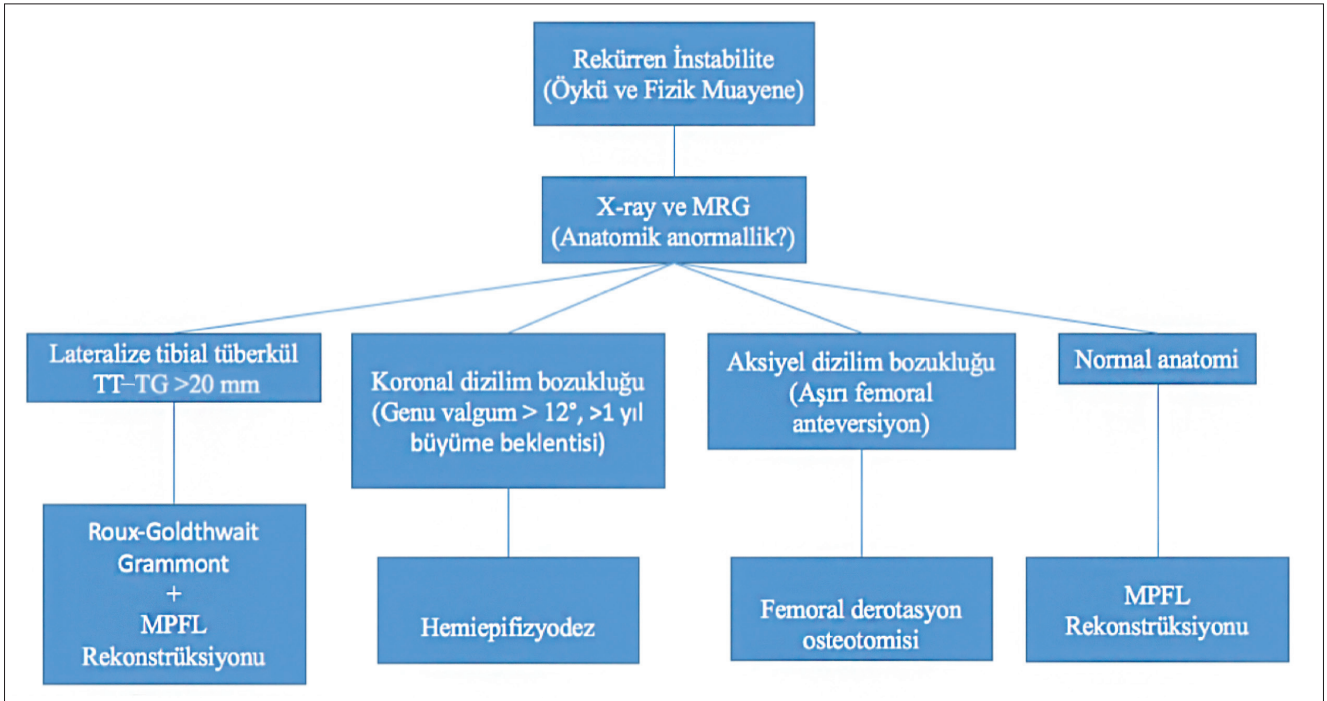 Rekürren İnstabilite
(Öykü ve Fizik Muayene)
X-ray ve MRG
(Anatomik anormallik?)
Lateralize tibial tüberkül
TT–TG >20 mm
Koronal dizilim bozukluğu
(Genu valgum > 12°, >1 yıl
büyüme beklentisi)
Aksiyel dizilim bozukluğu
(Aşırı femoral
anteversiyon)
Normal anatomi
Roux-Goldthwait
Grammont
+
MPFL
Rekonstrüksiyonu
Hemiepifizyodez
Femoral derotasyon
osteotomisi
MPFL
Rekonstrüksiyonu